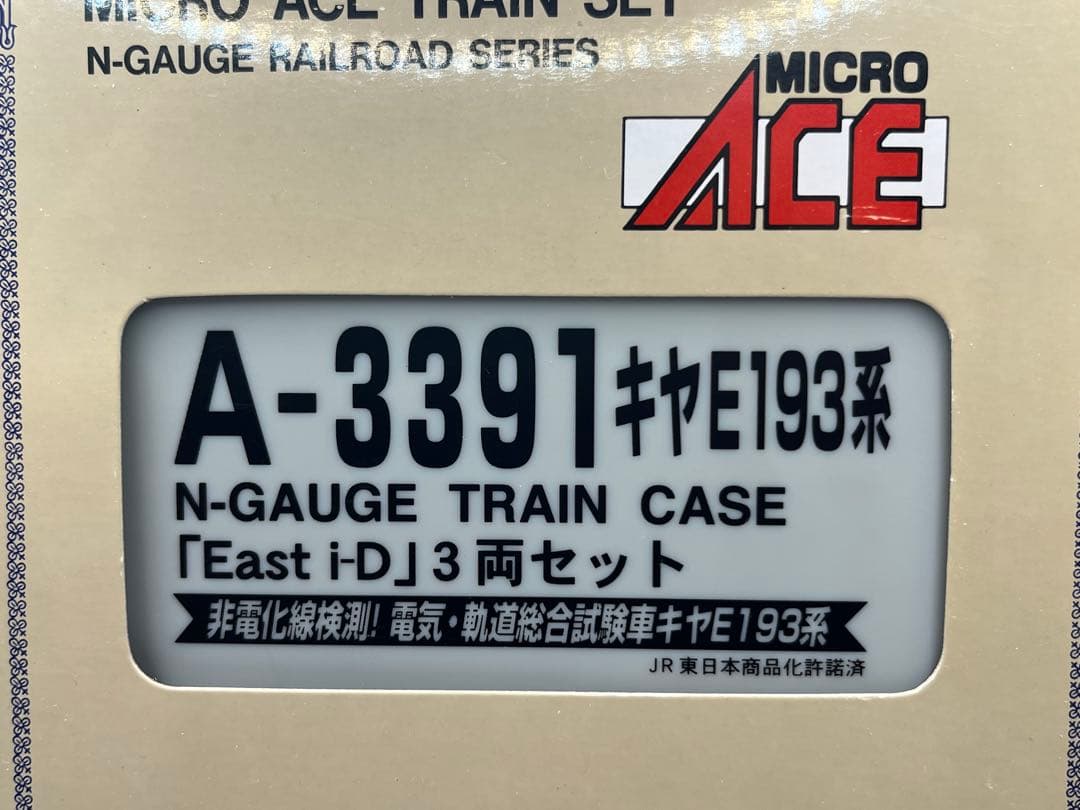 MICRO ACE TRAIN SET
N-GAUGE RAILROAD SERIES
MICRO
ACE
A-3391キヤE193系
N-GAUGE TRAIN CASE
「East i-D」3両セット
非電化線検測! 電気・軌道総合試験車キヤE193系
JR東日本商品化許諾済